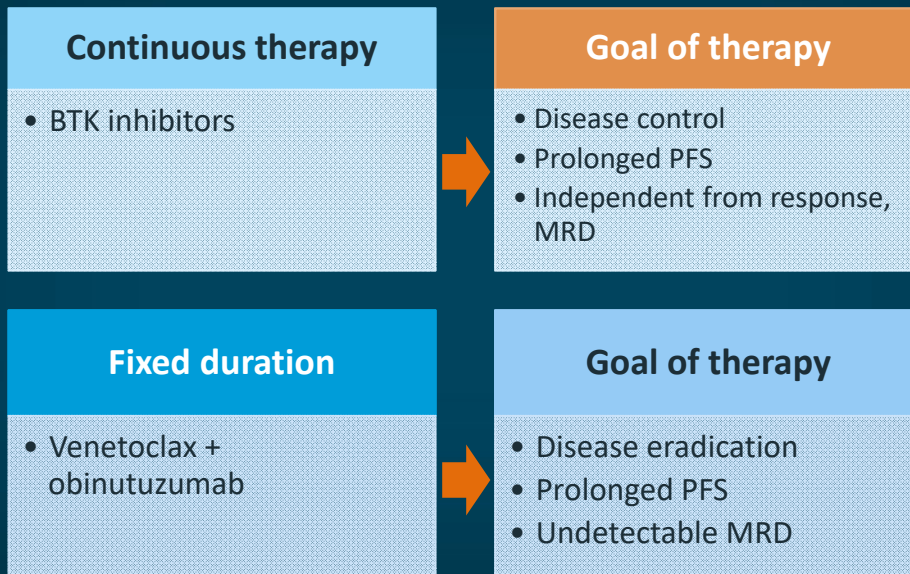 Continuous therapy
• BTK inhibitors
Goal of therapy
• Disease control
• Prolonged PFS
• Independent from response,
MRD
Fixed duration
• Venetoclax +
obinutuzumab
Goal of therapy
• Disease eradication
• Prolonged PFS
• Undetectable MRD